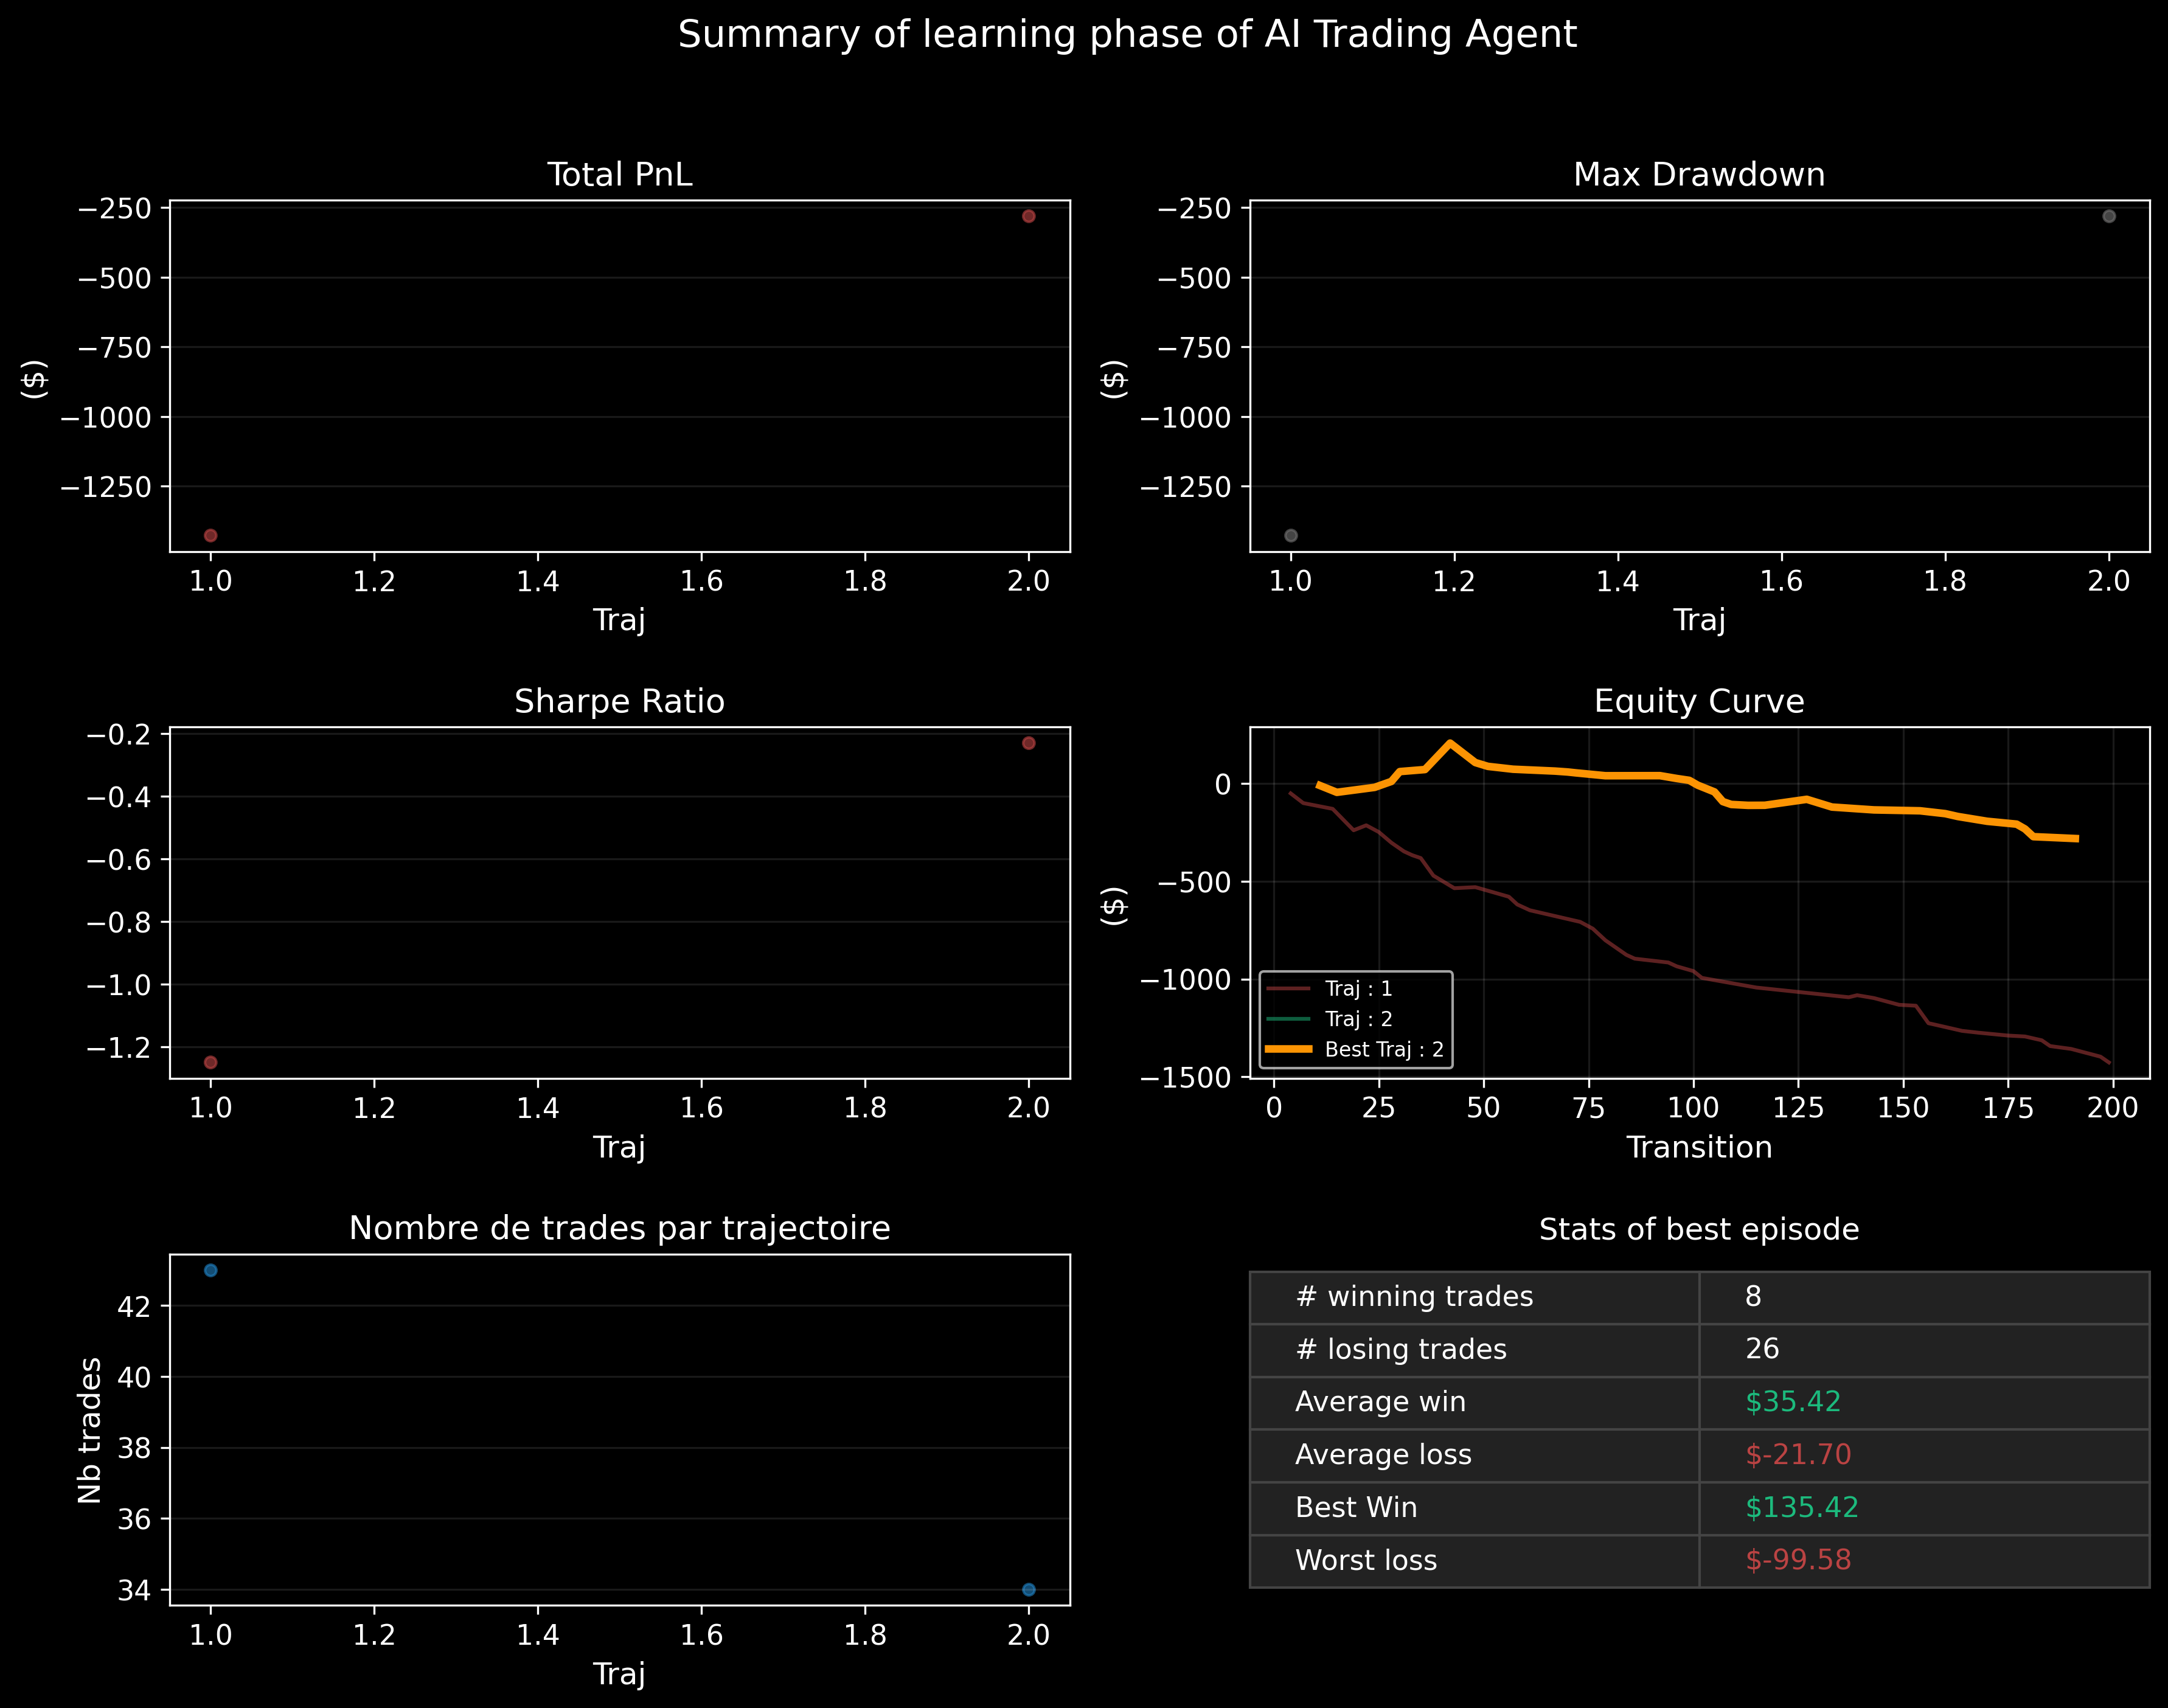 Summary of learning phase of AI Trading Agent
Total PnL
−250
−500
−750
−1000
−1250
($)
1.0 1.2 1.4 1.6 1.8 2.0
Traj
Max Drawdown
−250
−500
−750
−1000
−1250
($)
1.0 1.2 1.4 1.6 1.8 2.0
Traj
Sharpe Ratio
−0.2
−0.4
−0.6
−0.8
−1.0
−1.2
1.0 1.2 1.4 1.6 1.8 2.0
Traj
Equity Curve
0
−500
−1000
−1500
($)
Traj : 1
Traj : 2
Best Traj : 2
0 25 50 75 100 125 150 175 200
Transition
Nombre de trades par trajectoire
42
40
38
36
34
Nb trades
1.0 1.2 1.4 1.6 1.8 2.0
Traj
Stats of best episode
# winning trades 8
# losing trades 26
Average win $35.42
Average loss $-21.70
Best Win $135.42
Worst loss $-99.58